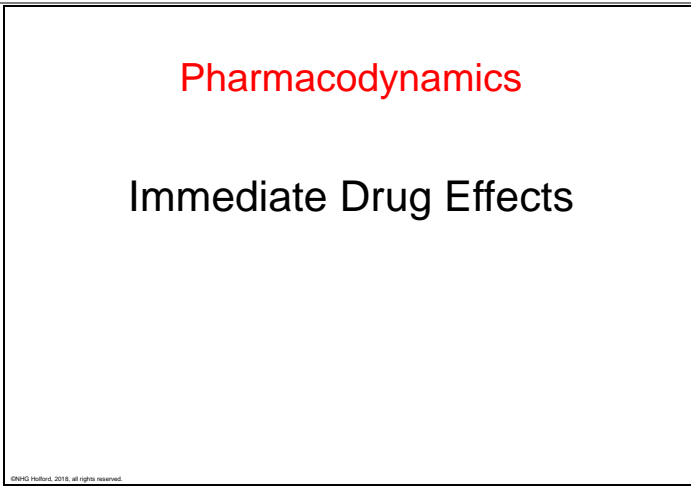 Pharmacodynamics
Immediate Drug Effects
©NHG Holford, 2018, all rights reserved.